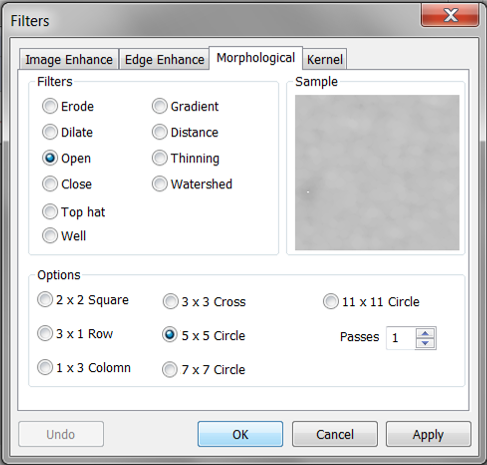 Filters
Image Enhance Edge Enhance Morphological Kernel
Filters
Erode
Dilate
Open
Close
Top hat
Well
Gradient
Distance
Thinning
Watershed
Sample
Options
2 x 2 Square
3 x 1 Row
1 x 3 Colomn
3 x 3 Cross
5 x 5 Circle
7 x 7 Circle
11 x 11 Circle
Passes 1
Undo OK Cancel Apply